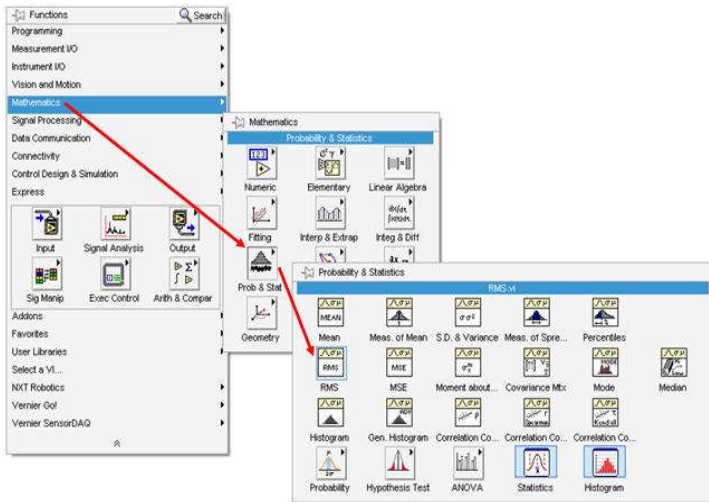 Functions
Search
Programming
Measurement I/O
Instrument I/O
Vision and Motion
Mathematics
Signal Processing
Data Communication
Connectivity
Control Design & Simulation
Express
Input Signal Analysis Output
Sig Manip Exec Control Arith & Compar
Addons
Favorites
User Libraries
Select a VI...
NXT Robotics
Vernier Go!
Vernier SensorDAQ
Mathematics
Probability & Statistics
Numeric Elementary Linear Algebra
Fitting Interp & Extrap Integ & Diff
Prob & Stat
Geometry
Probability & Statistics
RMS.vi
MEAN
Mean Meas. of Mean S.D. & Variance Meas. of Spre... Percentiles
RMS MSE MODE
RMS MSE Moment about... Covariance Mtx Mode Median
Histogram Gen. Histogram Correlation Co... Correlation Co... Correlation Co...
Probability Hypothesis Test ANOVA Statistics Histogram